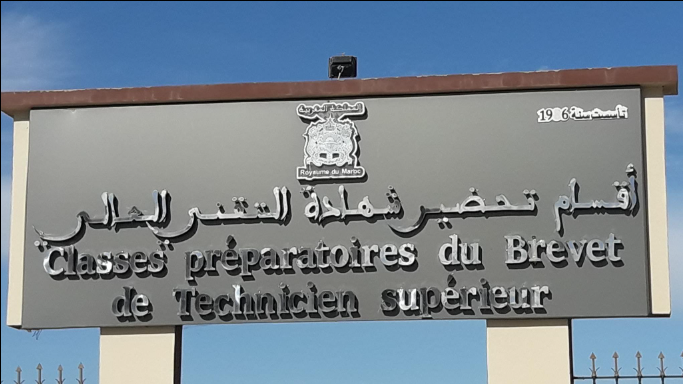 تأسست سنة 1986
المملكة المغربية
Royaume du Maroc
أقسام تحضير شهادة التقني العالي
Classes préparatoires du Brevet
de Technicien supérieur